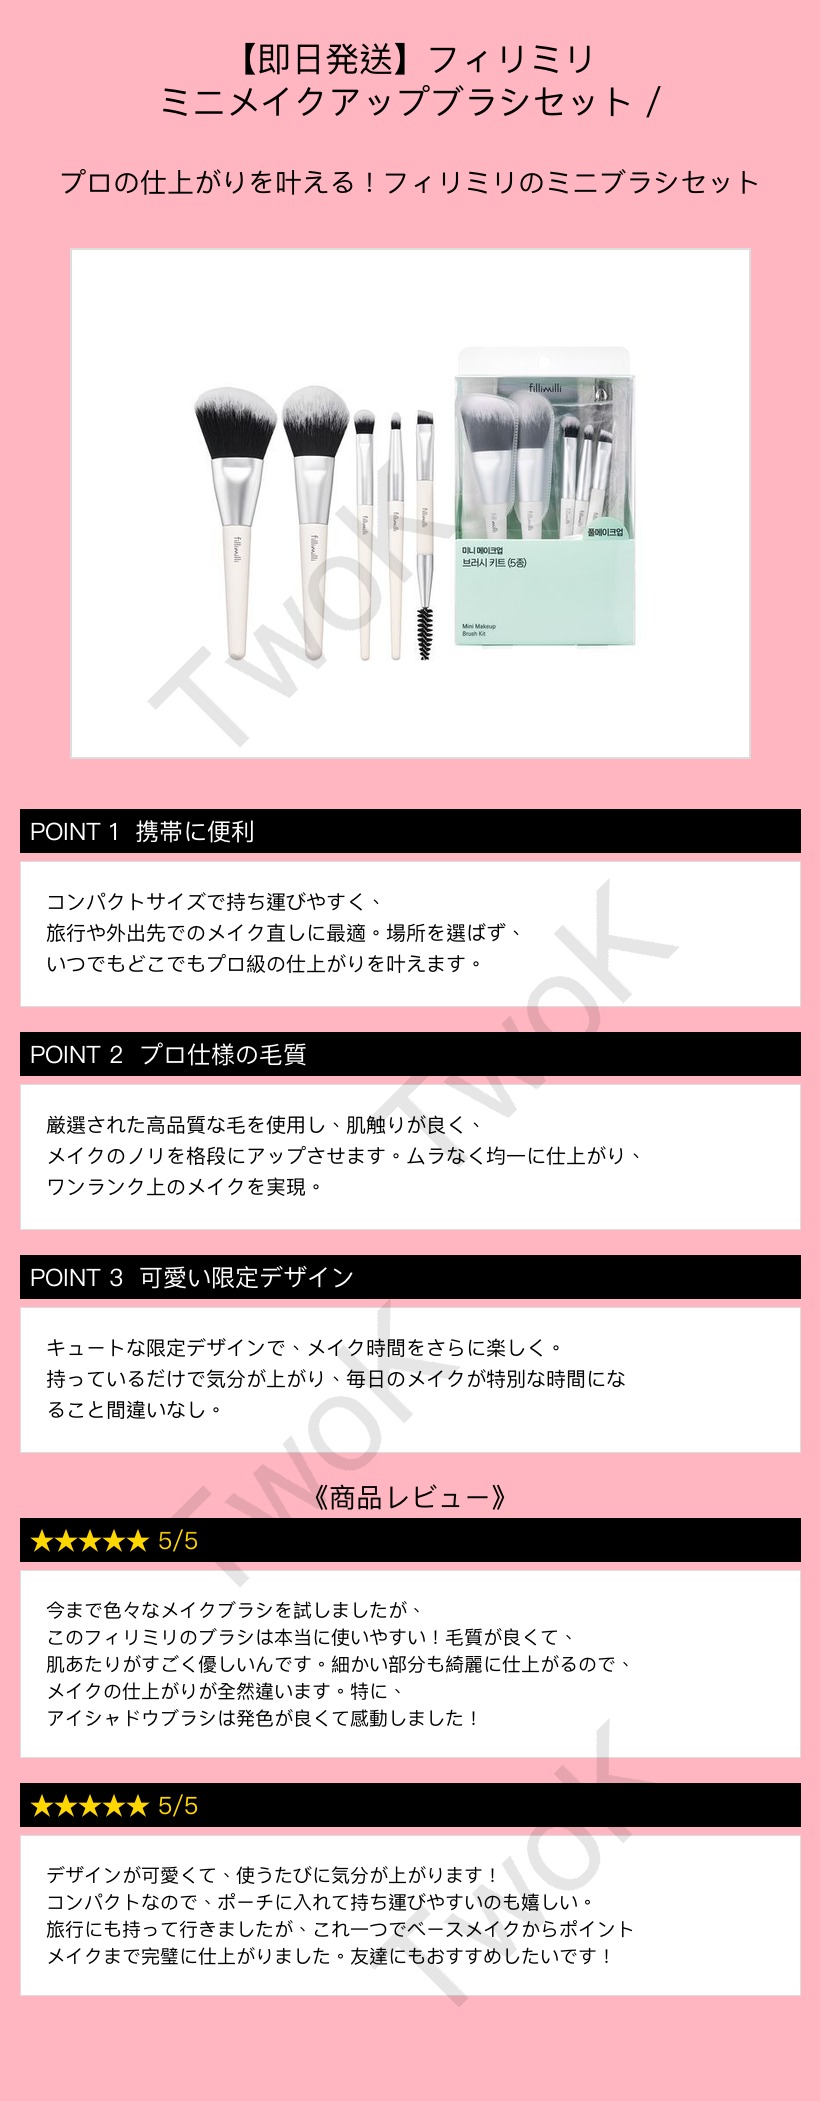 【即日発送】フィリミリ
ミニメイクアップブラシセット /
プロの仕上がりを叶える！フィリミリのミニブラシセット
fillimilli
fillimilli
fillimilli
fillimilli
fillimilli
fillimilli
풀메이크업
미니 메이크업
브러시 키트 (5종)
Mini Makeup
Brush Kit
TwoK
POINT 1 携帯に便利
コンパクトサイズで持ち運びやすく、
旅行や外出先でのメイク直しに最適。場所を選ばず、
いつでもどこでもプロ級の仕上がりを叶えます。
TwoK
POINT 2 プロ仕様の毛質
厳選された高品質な毛を使用し、肌触りが良く、
メイクのノリを格段にアップさせます。ムラなく均一に仕上がり、
ワンランク上のメイクを実現。
POINT 3 可愛い限定デザイン
キュートな限定デザインで、メイク時間をさらに楽しく。
持っているだけで気分が上がり、毎日のメイクが特別な時間にな
ること間違いなし。
TwoK
《商品レビュー》
★★★★★ 5/5
今まで色々なメイクブラシを試しましたが、
このフィリミリのブラシは本当に使いやすい！毛質が良くて、
肌あたりがすごく優しいんです。細かい部分も綺麗に仕上がるので、
メイクの仕上がりが全然違います。特に、
アイシャドウブラシは発色が良くて感動しました！
★★★★★ 5/5
デザインが可愛くて、使うたびに気分が上がります！
コンパクトなので、ポーチに入れて持ち運びやすいのも嬉しい。
旅行にも持って行きましたが、これ一つでベースメイクからポイント
メイクまで完璧に仕上がりました。友達にもおすすめしたいです！
TwoK